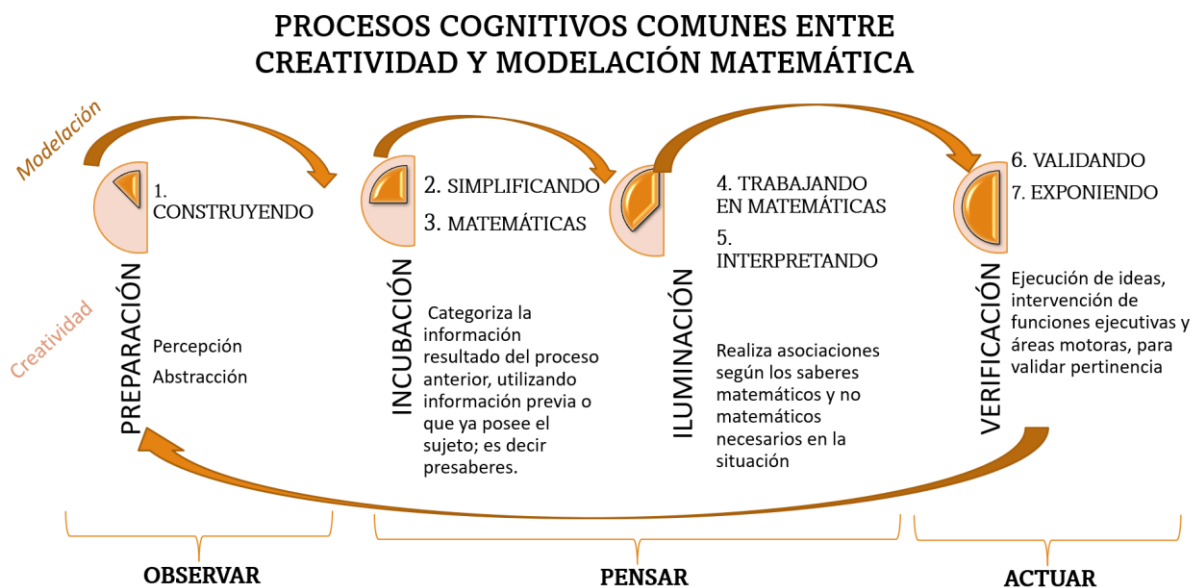 PROCESOS COGNITIVOS COMUNES ENTRE
CREATIVIDAD Y MODELACIÓN MATEMÁTICA
Modelación
1.
CONSTRUYENDO
2. SIMPLIFICANDO
3. MATEMÁTICAS
4. TRABAJANDO
EN MATEMÁTICAS
5.
INTERPRETANDO
6. VALIDANDO
7. EXPONIENDO
Creatividad
PREPARACIÓN
Percepción
Abstracción
INCUBACIÓN
Categoriza la
información
resultado del proceso
anterior, utilizando
información previa o
que ya posee el
sujeto; es decir
presaberes.
ILUMINACIÓN
Realiza asociaciones
según los saberes
matemáticos y no
matemáticos
necesarios en la
situación
VERIFICACIÓN
Ejecución de ideas,
intervención de
funciones ejecutivas y
áreas motoras, para
validar pertinencia
OBSERVAR
PENSAR
ACTUAR